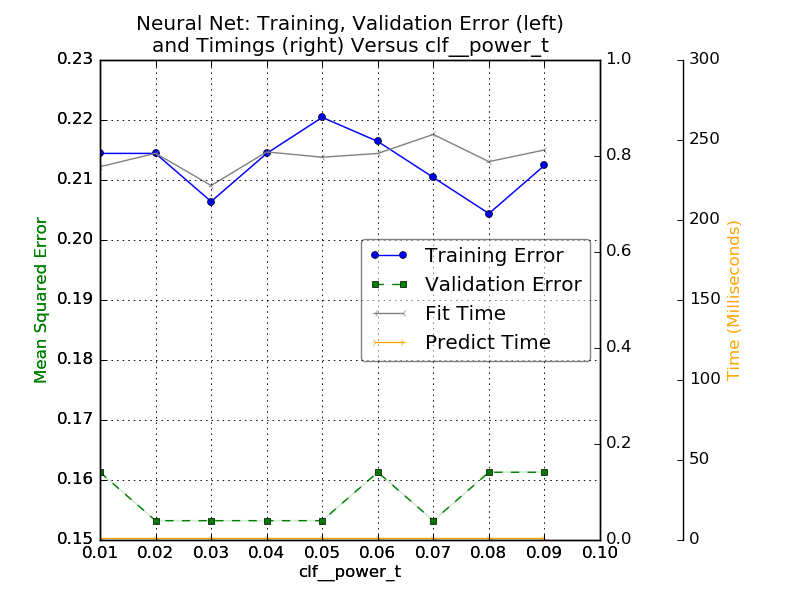 Neural Net: Training, Validation Error (left)
and Timings (right) Versus clf__power_t
0.23
0.22
0.21
0.20
0.19
0.18
0.17
0.16
0.15
Mean Squared Error
0.01 0.02 0.03 0.04 0.05 0.06 0.07 0.08 0.09 0.10
clf__power_t
Training Error
Validation Error
Fit Time
Predict Time
1.0
0.8
0.6
0.4
0.2
0.0
300
250
200
150
100
50
0
Time (Milliseconds)